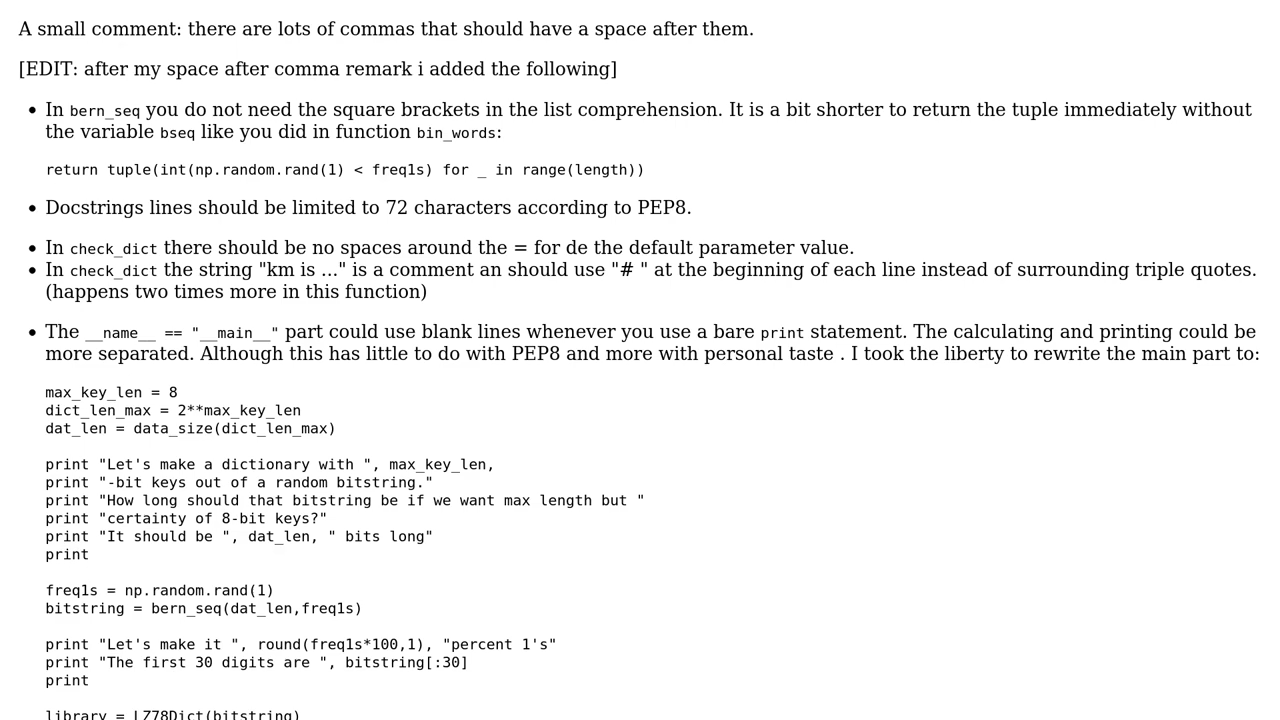 A small comment: there are lots of commas that should have a space after them.
[EDIT: after my space after comma remark i added the following]
• In bern_seq you do not need the square brackets in the list comprehension. It is a bit shorter to return the tuple immediately without
the variable bseq like you did in function bin_words:
return tuple(int(np.random.rand(1) < freq1s) for _ in range(length))
• Docstrings lines should be limited to 72 characters according to PEP8.
• In check_dict there should be no spaces around the = for de the default parameter value.
• In check_dict the string "km is ..." is a comment an should use "# " at the beginning of each line instead of surrounding triple quotes.
(happens two times more in this function)
• The __name__ == "__main__" part could use blank lines whenever you use a bare print statement. The calculating and printing could be
more separated. Although this has little to do with PEP8 and more with personal taste . I took the liberty to rewrite the main part to:
max_key_len = 8
dict_len_max = 2**max_key_len
dat_len = data_size(dict_len_max)
print "Let's make a dictionary with ", max_key_len,
print "-bit keys out of a random bitstring."
print "How long should that bitstring be if we want max length but "
print "certainty of 8-bit keys?"
print "It should be ", dat_len, " bits long"
print
freq1s = np.random.rand(1)
bitstring = bern_seq(dat_len,freq1s)
print "Let's make it ", round(freq1s*100,1), "percent 1's"
print "The first 30 digits are ", bitstring[:30]
print
library = LZ78Dict(bitstring)